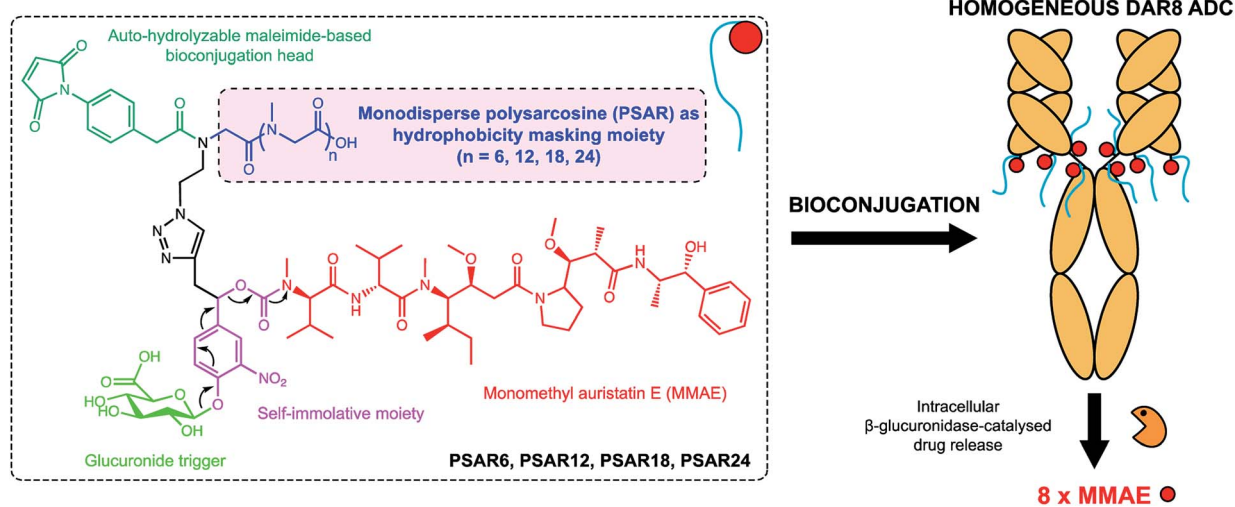 HOMOGENEOUS DAR8 ADC
Auto-hydrolyzable maleimide-based
bioconjugation head
O
N
O
O
N
O
N
O
OH
n
Monodisperse polysarcosine (PSAR) as
hydrophobicity masking moiety
(n = 6, 12, 18, 24)
N
N
N
O
O
N
O
N
H
O
N
O
O
N
O
O
H
N
OH
NO2
O
Self-immolative moiety
OH
O
O
HO
HO
OH
Glucuronide trigger
Monomethyl auristatin E (MMAE)
PSAR6, PSAR12, PSAR18, PSAR24
BIOCONJUGATION
Intracellular
β-glucuronidase-catalysed
drug release
8 x MMAE